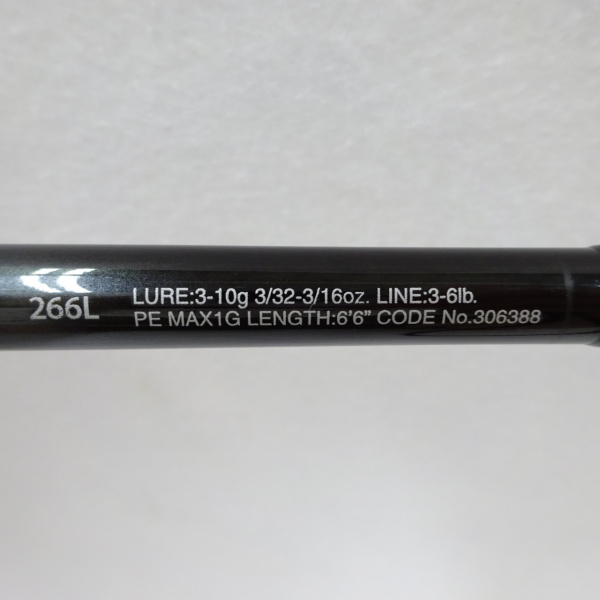 266L
LURE:3-10g 3/32-3/16oz. LINE:3-6lb.
PE MAX1G LENGTH:6'6" CODE No.306388